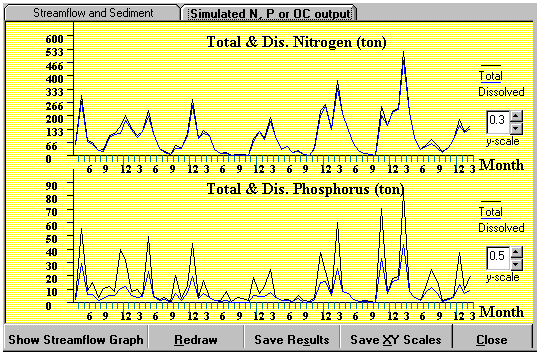 Streamflow and Sediment
Simulated N, P or OC output
Total & Dis. Nitrogen (ton)
600
533
466
400
333
266
200
133
66
0
6 9 12 3 6 9 12 3 6 9 12 3 6 9 12 3 6 9 12 3 6 9 12 3
Month
Total
Dissolved
0.3
y-scale
Total & Dis. Phosphorus (ton)
90
80
70
60
50
40
30
20
10
0
6 9 12 3 6 9 12 3 6 9 12 3 6 9 12 3 6 9 12 3 6 9 12 3
Month
Total
Dissolved
0.5
y-scale
Show Streamflow Graph
Redraw
Save Results
Save XY Scales
Close